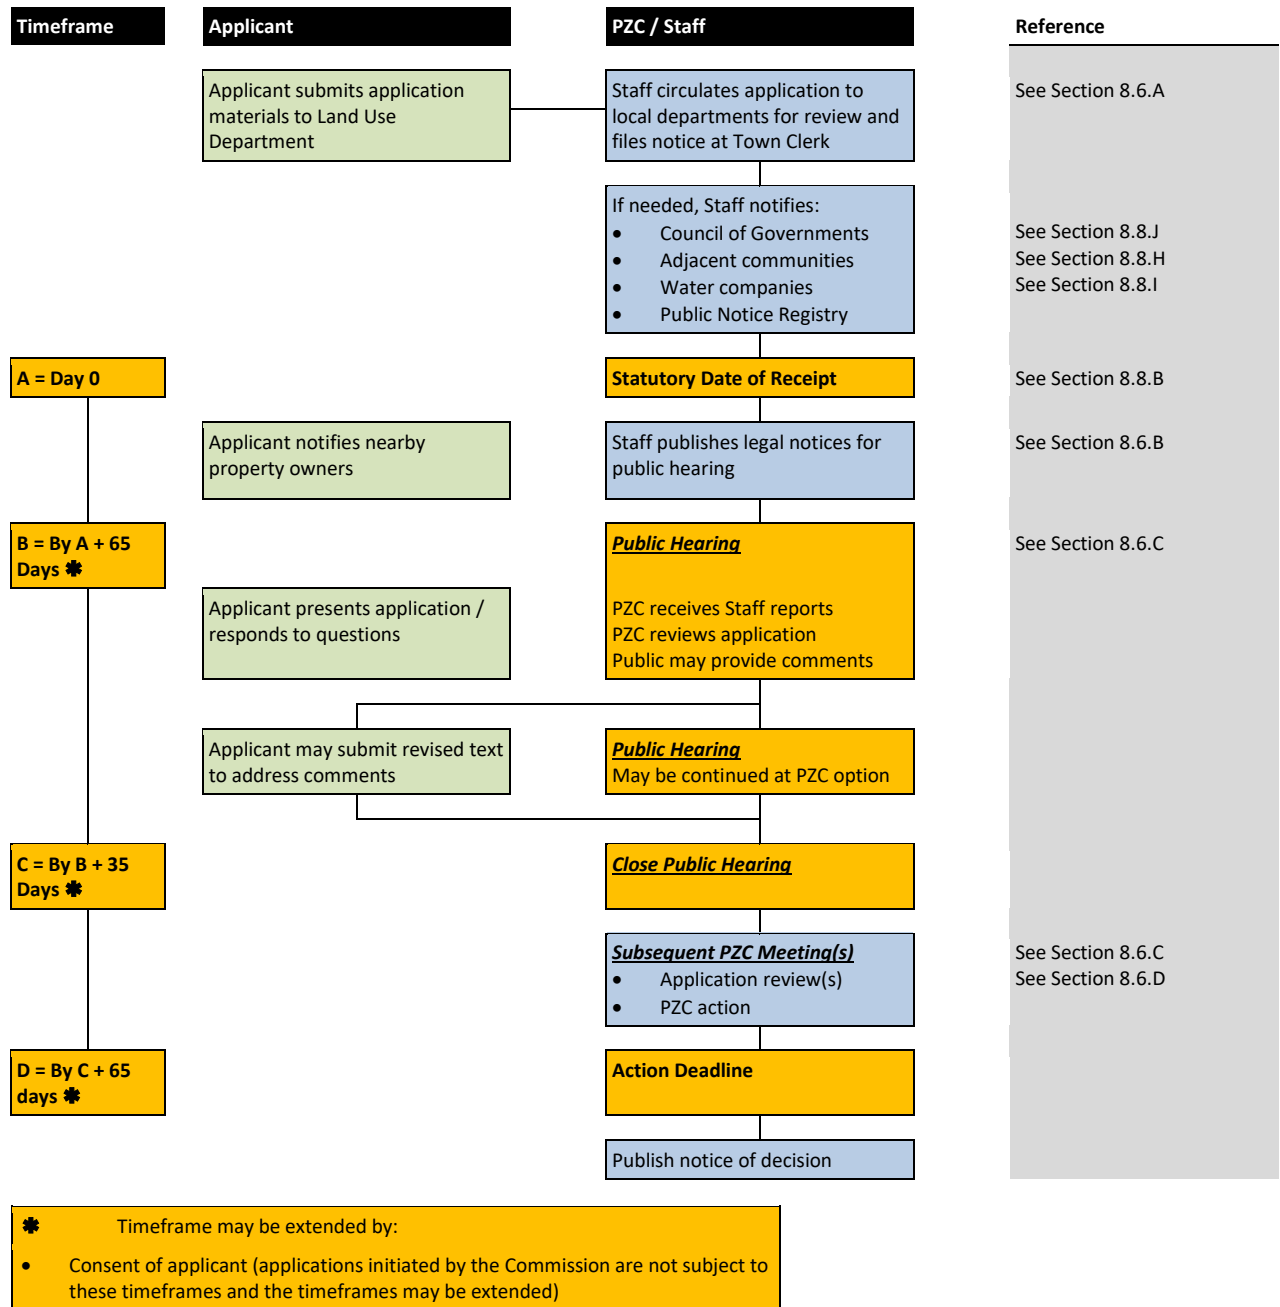 Timeframe
Applicant
PZC / Staff
Reference
Applicant submits application
materials to Land Use
Department
Staff circulates application to
local departments for review and
files notice at Town Clerk
See Section 8.6.A
If needed, Staff notifies:
• Council of Governments
• Adjacent communities
• Water companies
• Public Notice Registry
See Section 8.8.J
See Section 8.8.H
See Section 8.8.I
A = Day 0
Statutory Date of Receipt
See Section 8.8.B
Applicant notifies nearby
property owners
Staff publishes legal notices for
public hearing
See Section 8.6.B
B = By A + 65
Days ✱
Public Hearing
See Section 8.6.C
Applicant presents application /
responds to questions
PZC receives Staff reports
PZC reviews application
Public may provide comments
Applicant may submit revised text
to address comments
Public Hearing
May be continued at PZC option
C = By B + 35
Days ✱
Close Public Hearing
Subsequent PZC Meeting(s)
• Application review(s)
• PZC action
See Section 8.6.C
See Section 8.6.D
D = By C + 65
days ✱
Action Deadline
Publish notice of decision
✱ Timeframe may be extended by:
• Consent of applicant (applications initiated by the Commission are not subject to
these timeframes and the timeframes may be extended)